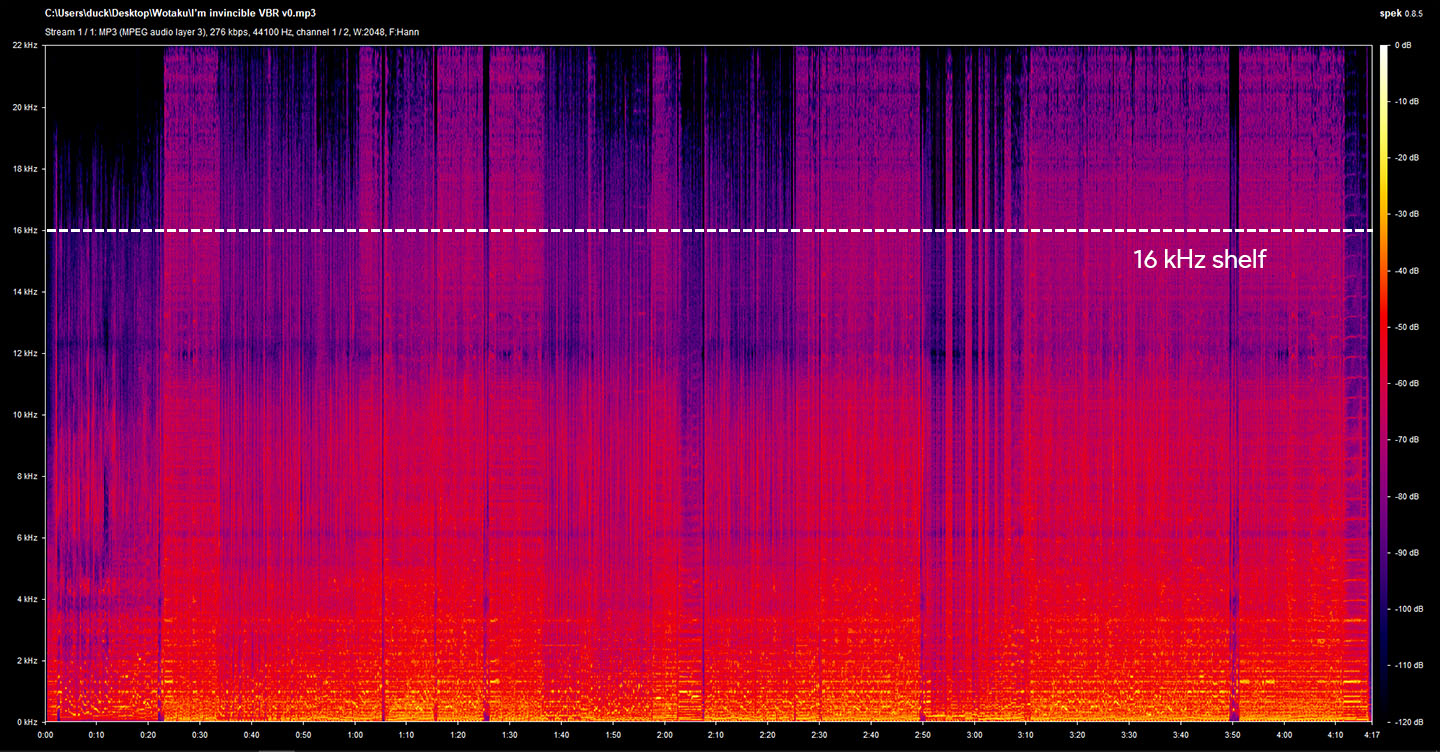 C:\Users\duck\Desktop\Wotaku\I'm invincible VBR v0.mp3
spek 0.8.5
Stream 1 / 1: MP3 (MPEG audio layer 3), 276 kbps, 44100 Hz, channel 1 / 2, W:2048, F:Hann
22 kHz
20 kHz
18 kHz
16 kHz
14 kHz
12 kHz
10 kHz
8 kHz
6 kHz
4 kHz
2 kHz
0 kHz
16 kHz shelf
0 dB
-10 dB
-20 dB
-30 dB
-40 dB
-50 dB
-60 dB
-70 dB
-80 dB
-90 dB
-100 dB
-110 dB
-120 dB
0:00 0:10 0:20 0:30 0:40 0:50 1:00 1:10 1:20 1:30 1:40 1:50 2:00 2:10 2:20 2:30 2:40 2:50 3:00 3:10 3:20 3:30 3:40 3:50 4:00 4:10 4:17